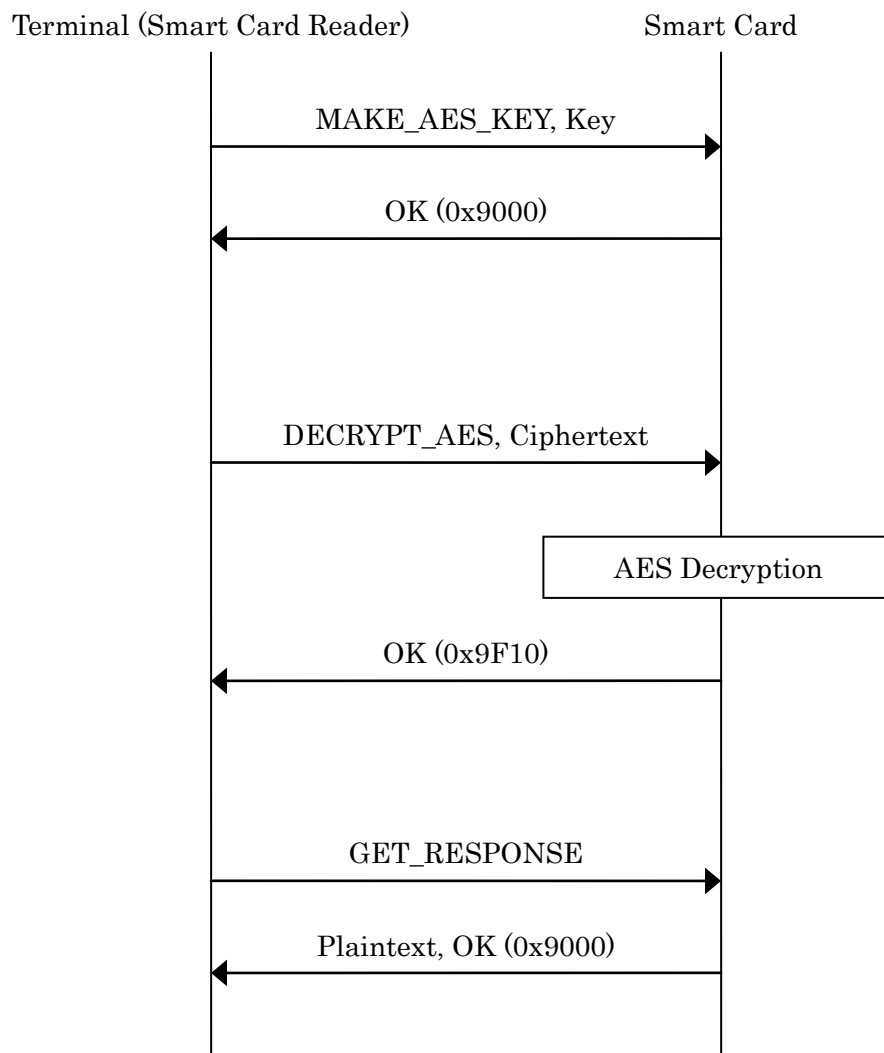 Terminal (Smart Card Reader)
Smart Card
MAKE_AES_KEY, Key
OK (0x9000)
DECRYPT_AES, Ciphertext
AES Decryption
OK (0x9F10)
GET_RESPONSE
Plaintext, OK (0x9000)